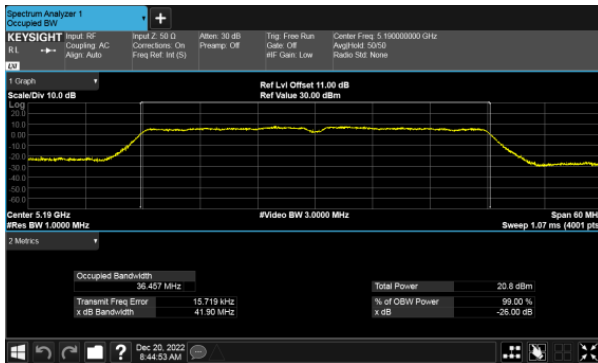 Spectrum Analyzer 1
Occupied BW
+
KEYSIGHT Input: RF Input Z: 50 Ω Atten: 30 dB Trig: Free Run Center Freq: 5.190000000 GHz
RL Coupling: AC Corrections: On Preamp: Off Gate: Off Avg|Hold: 50/50
Align: Auto Freq Ref: Int (S) #IF Gain: Low Radio Std: None
1 Graph
Scale/Div 10.0 dB Ref Lvl Offset 11.00 dB
Ref Value 30.00 dBm
Log
20.0
10.0
0.00
-10.0
-20.0
-30.0
-40.0
-50.0
-60.0
Center 5.19 GHz #Video BW 3.0000 MHz Span 60 MH
#Res BW 1.0000 MHz Sweep 1.07 ms (4001 pts
2 Metrics
Occupied Bandwidth
36.457 MHz Total Power 20.8 dBm
Transmit Freq Error 15.719 kHz % of OBW Power 99.00 %
x dB Bandwidth 41.90 MHz x dB -26.00 dB
? Dec 20, 2022
8:44:53 AM